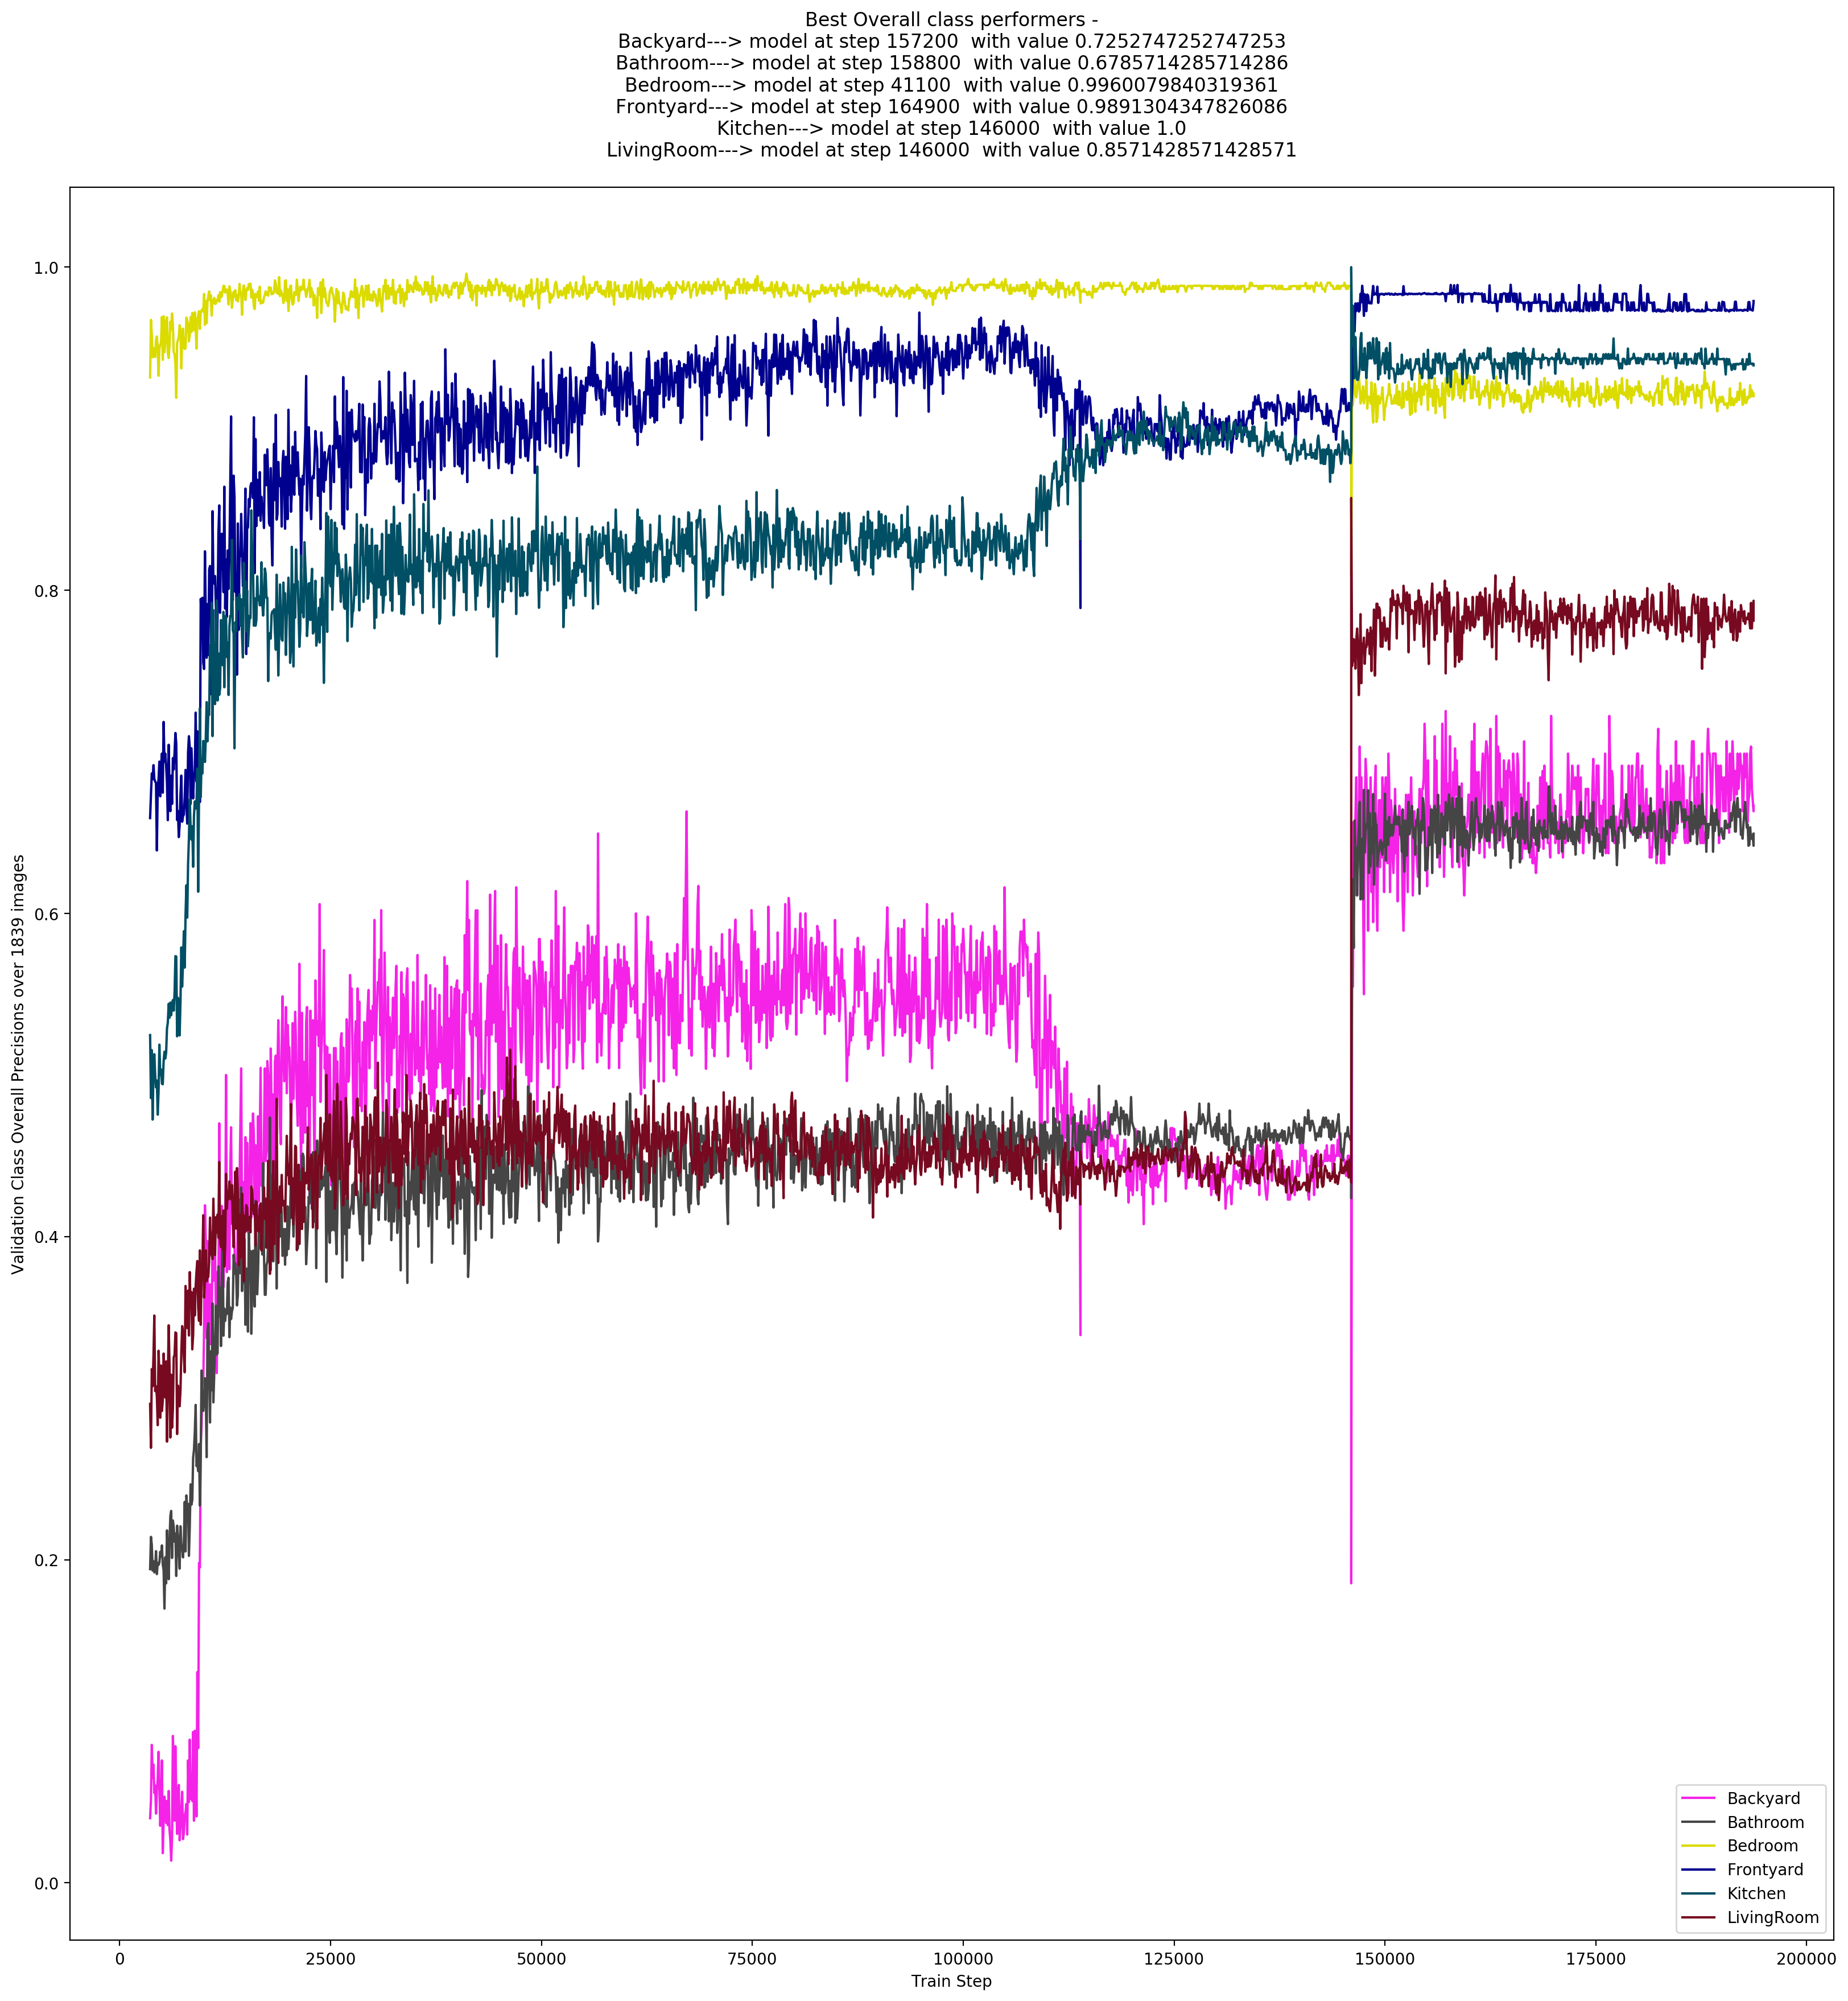 Best Overall class performers -
Backyard---> model at step 157200  with value 0.7252747252747253
Bathroom---> model at step 158800  with value 0.6785714285714286
Bedroom---> model at step 41100  with value 0.9960079840319361
Frontyard---> model at step 164900  with value 0.9891304347826086
Kitchen---> model at step 146000  with value 1.0
LivingRoom---> model at step 146000  with value 0.8571428571428571
Validation Class Overall Precisions over 1839 images
1.0
0.8
0.6
0.4
0.2
0.0
Backyard
Bathroom
Bedroom
Frontyard
Kitchen
LivingRoom
0 25000 50000 75000 100000 125000 150000 175000 200000
Train Step